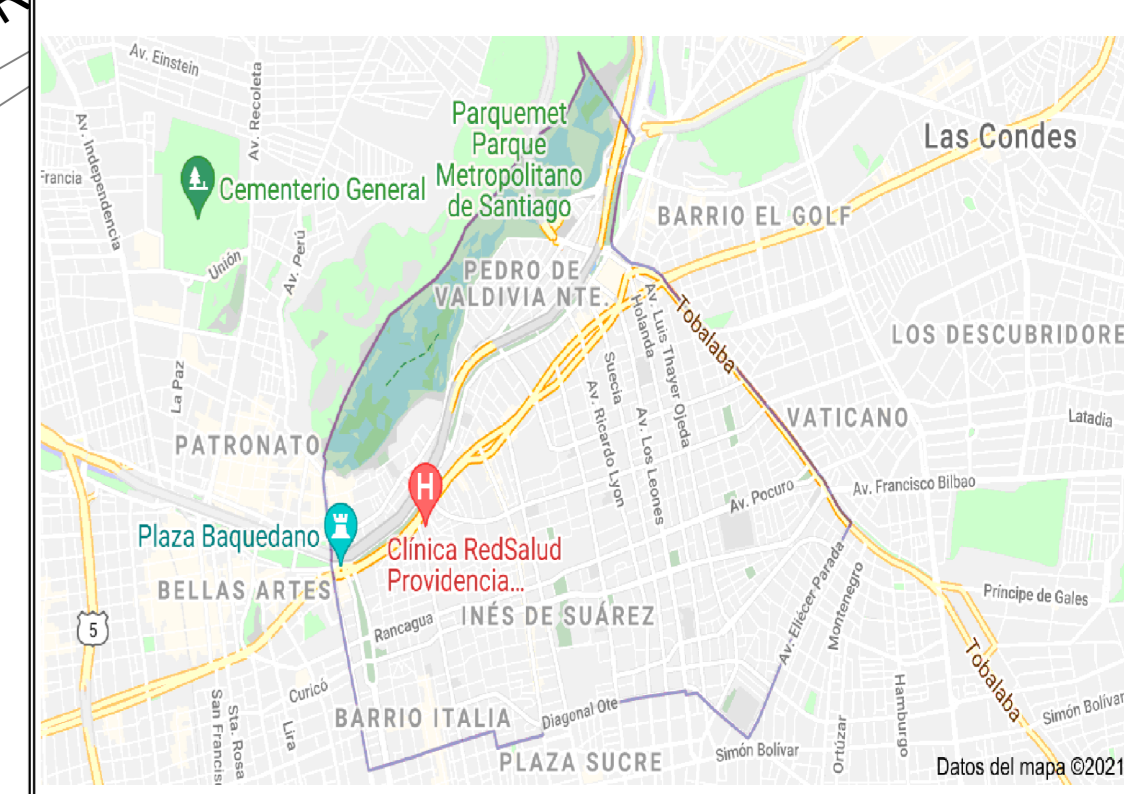 Av. Einstein
Av. Recoleta
Av. Independencia
Francia
Cementerio General
Unión
Av. Perú
Parquemet
Parque
Metropolitano
de Santiago
Las Condes
BARRIO EL GOLF
PEDRO DE
VALDIVIA NTE.
Tobalaba
Av. Luis Thayer Ojeda
Holanda
Suecia
Av. Ricardo Lyon
Av. Los Leones
LOS DESCUBRIDORE
La Paz
PATRONATO
VATICANO
Latadia
H
Av. Pocuro
Av. Francisco Bilbao
Plaza Baquedano
Clínica RedSalud
Providencia...
BELLAS ARTES
INÉS DE SUÁREZ
Rancagua
5
Av. Eliécer Parada
Montenegro
Príncipe de Gales
Tobalaba
Curicó
Lira
Sta. Rosa
San Francis
BARRIO ITALIA
Diagonal Ote
PLAZA SUCRE
Simón Bolívar
Ortúzar
Hamburgo
Simón Bolívar
Datos del mapa ©2021